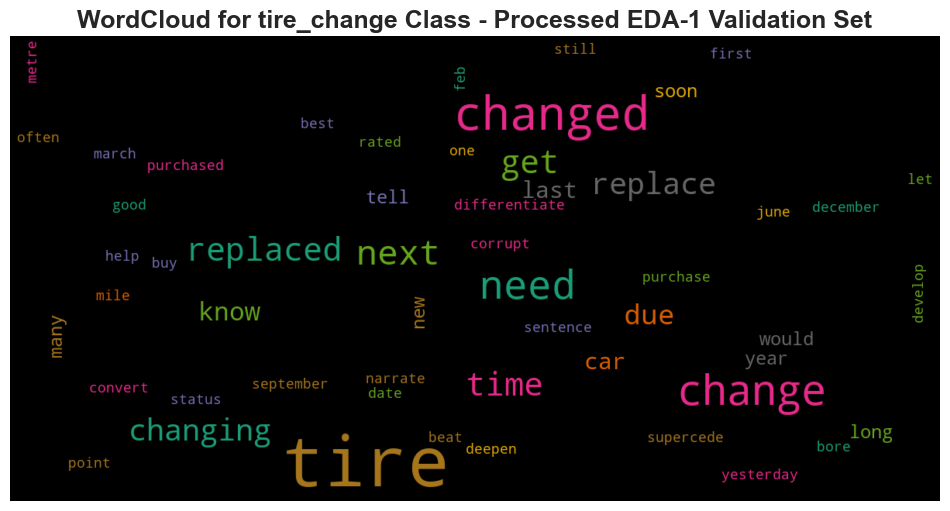 WordCloud for tire_change Class - Processed EDA-1 Validation Set
metre
still
first
feb
soon
changed
often
best
rated
march
one
purchased
get
last
replace
let
good
tell
differentiate
june
december
help
buy
replaced
next
corrupt
mile
know
new
need
purchase
due
develop
many
sentence
would
year
car
convert
status
september
narrate
date
time
change
changing
tire
beat
deepen
supercede
long
bore
point
yesterday